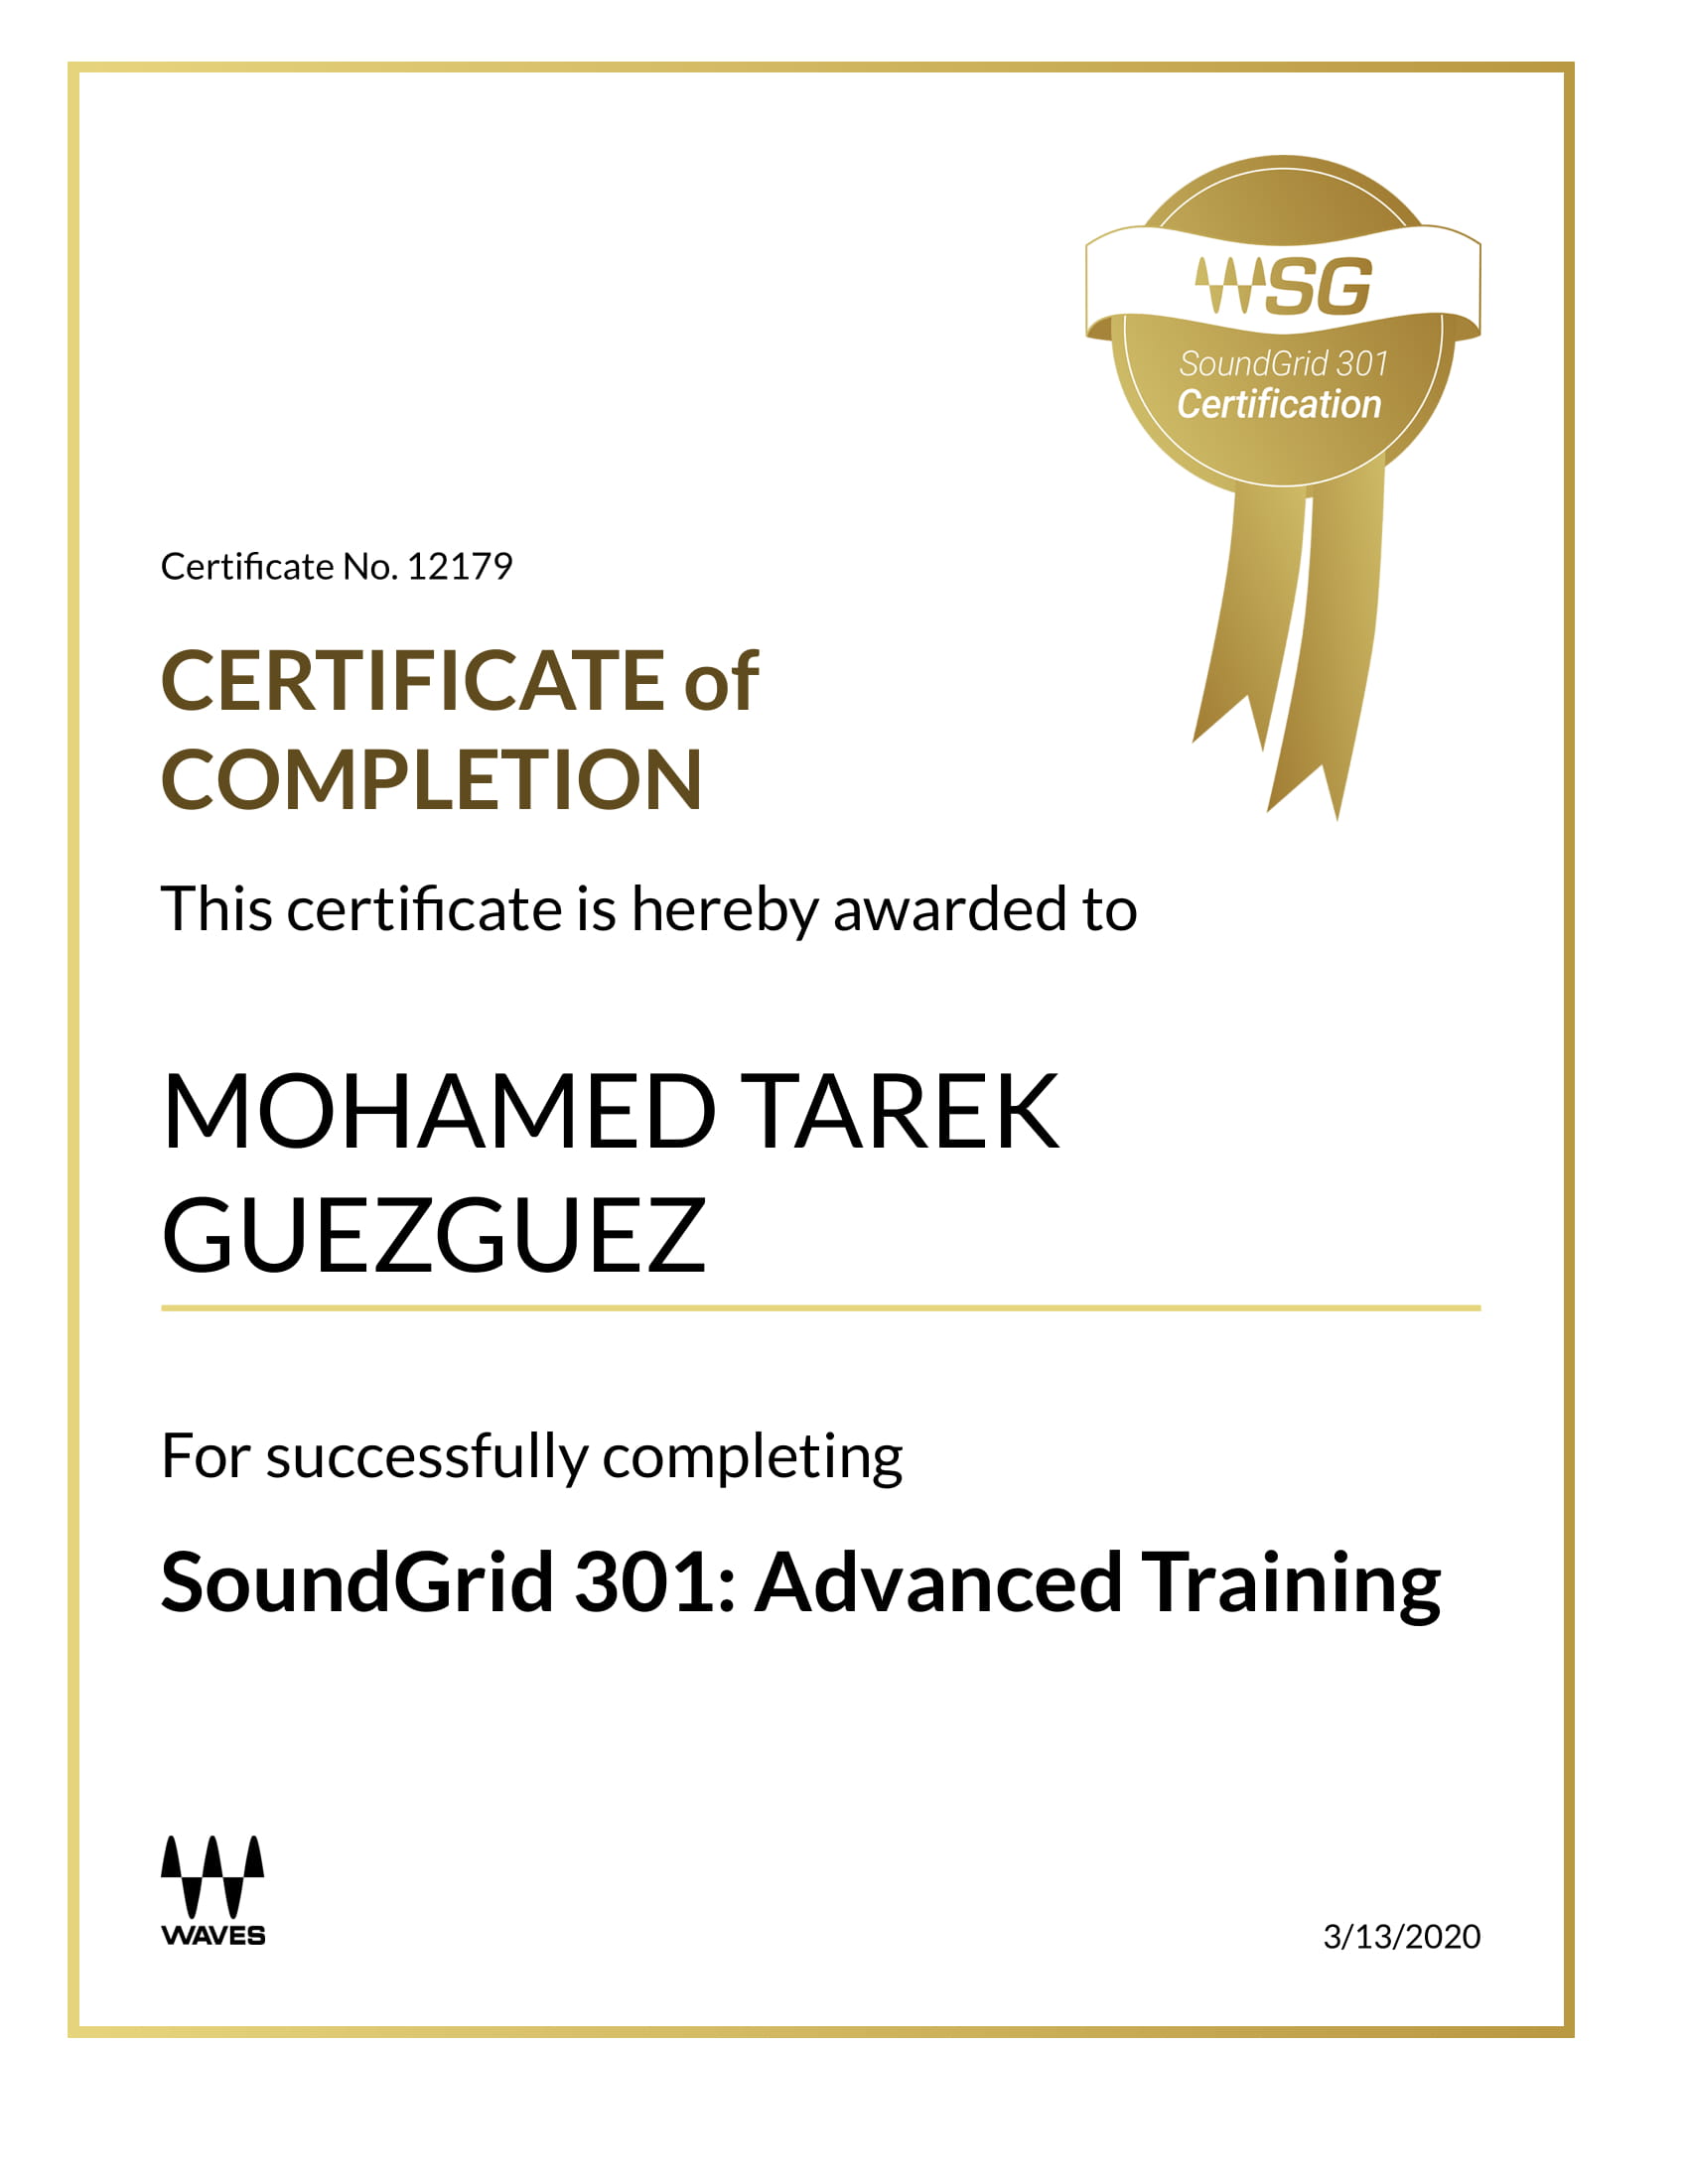 WSG
SoundGrid 301
Certification
Certificate No. 12179
CERTIFICATE of
COMPLETION
This certificate is hereby awarded to
MOHAMED TAREK
GUEZGUEZ
For successfully completing
SoundGrid 301: Advanced Training
WAVES
3/13/2020